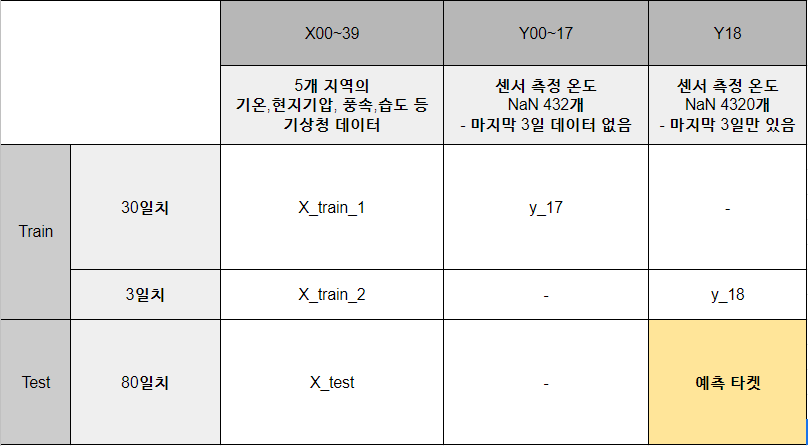 X00~39
Y00~17
Y18
5개 지역의
기온,현지기압, 풍속,습도 등
기상청 데이터
센서 측정 온도
NaN 432개
- 마지막 3일 데이터 없음
센서 측정 온도
NaN 4320개
- 마지막 3일만 있음
Train
30일치
X_train_1
y_17
-
3일치
X_train_2
-
y_18
Test
80일치
X_test
-
예측 타켓